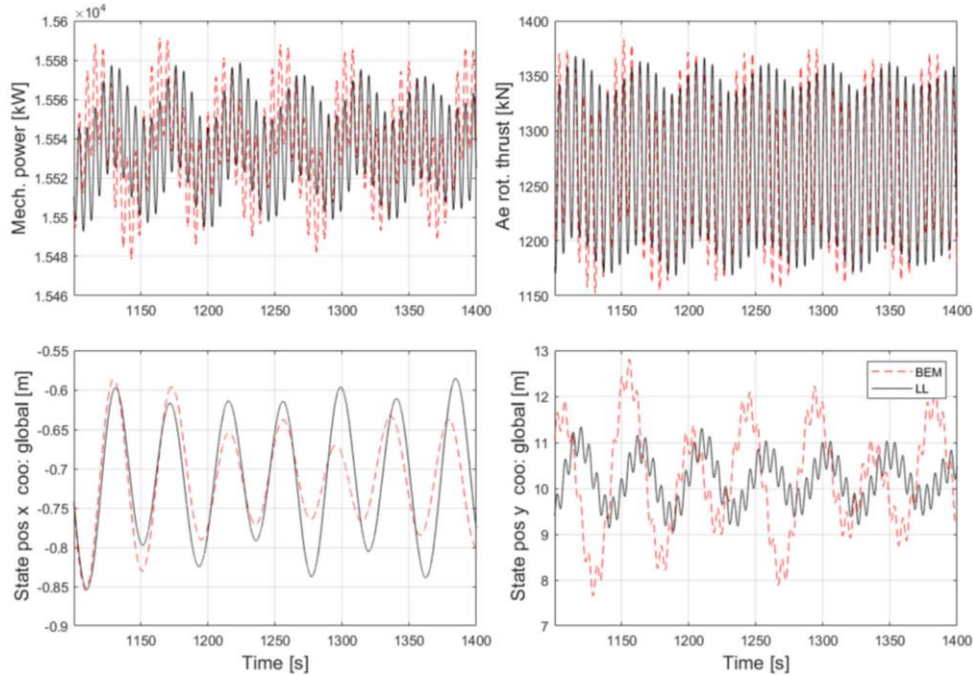 1.56 ×10⁴
1.558
1.556
1.554
1.552
1.55
1.548
1.546
Mech. power [kW]
1150 1200 1250 1300 1350 1400
1400
1350
1300
1250
1200
1150
Ae rot. thrust [kN]
1150 1200 1250 1300 1350 1400
-0.55
-0.6
-0.65
-0.7
-0.75
-0.8
-0.85
-0.9
State pos x coo: global [m]
1150 1200 1250 1300 1350 1400
Time [s]
13
12
11
10
9
8
7
State pos y coo: global [m]
BEM
LL
1150 1200 1250 1300 1350 1400
Time [s]